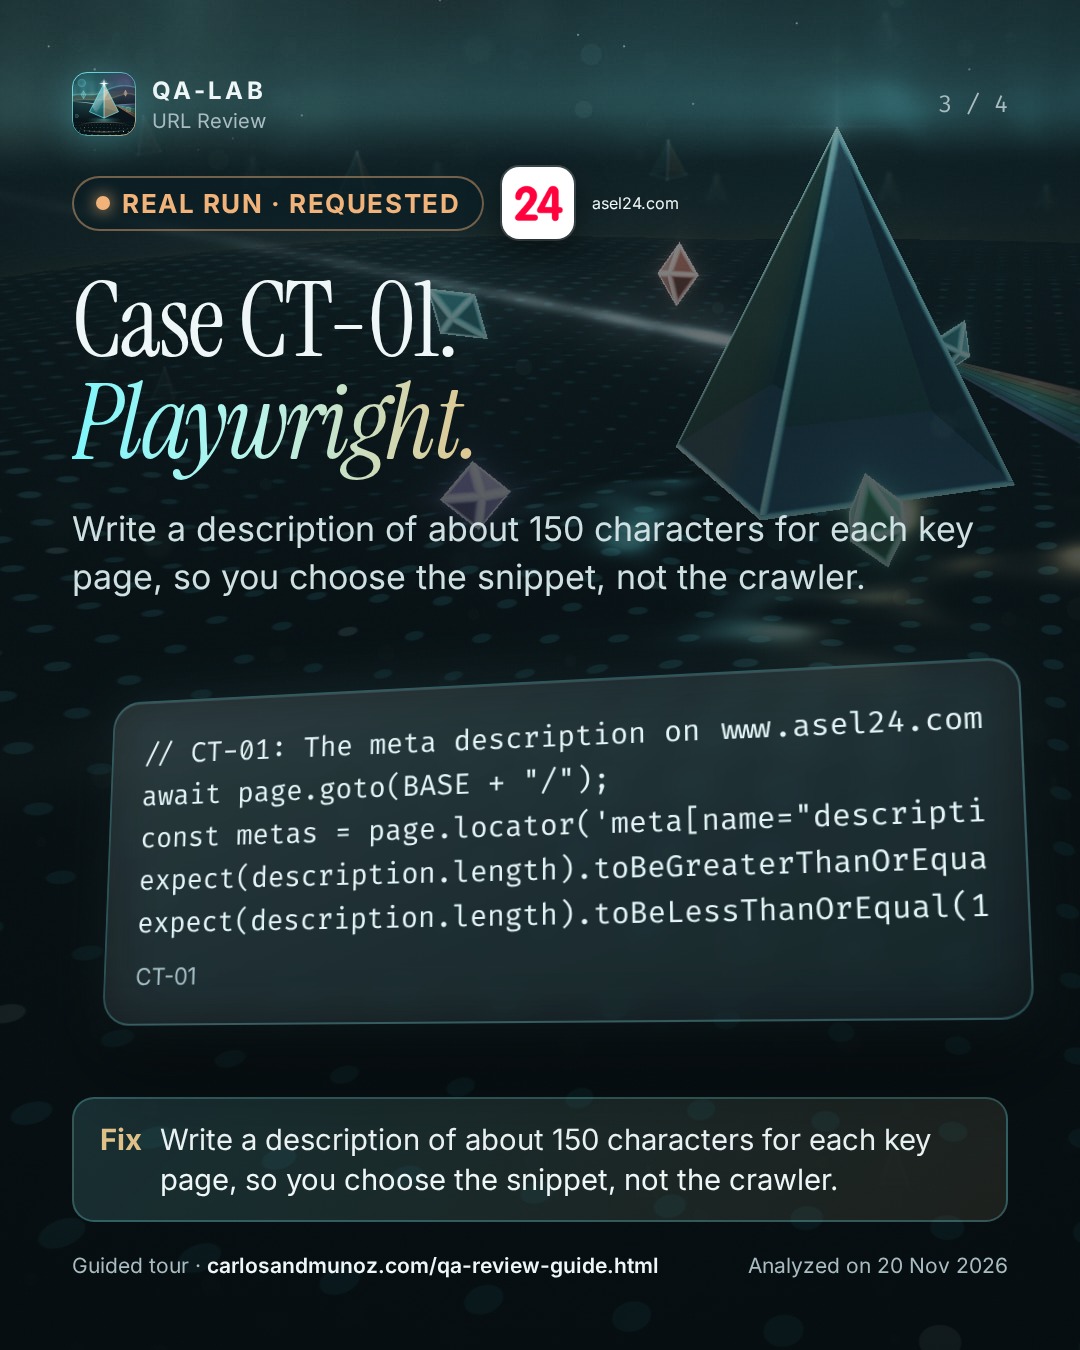 QA-LAB
URL Review
3 / 4
REAL RUN · REQUESTED
24
asel24.com
Case CT-01.
Playwright.
Write a description of about 150 characters for each key
page, so you choose the snippet, not the crawler.
// CT-01: The meta description on www.asel24.com
await page.goto(BASE + "/");
const metas = page.locator('meta[name="descripti
expect(description.length).toBeGreaterThanOrEqua
expect(description.length).toBeLessThanOrEqual(1
CT-01
Fix Write a description of about 150 characters for each key
page, so you choose the snippet, not the crawler.
Guided tour · carlosandmunoz.com/qa-review-guide.html
Analyzed on 20 Nov 2026